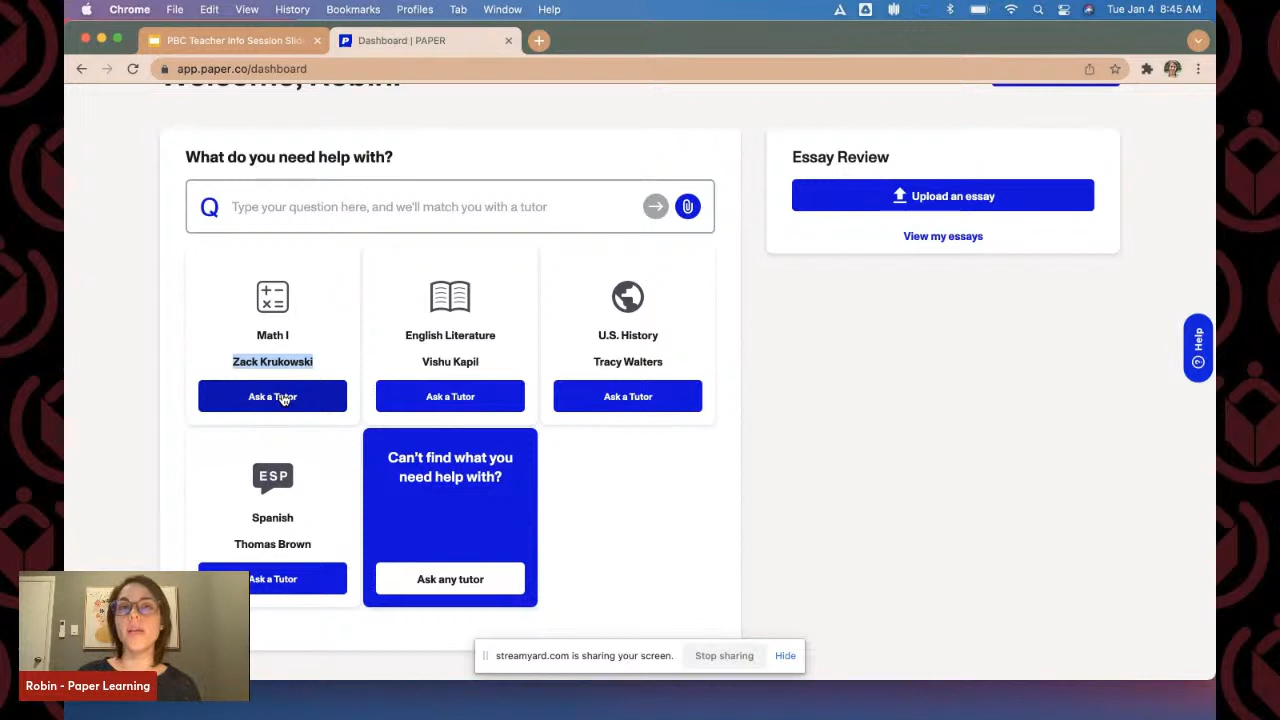 Chrome File Edit View History Bookmarks Profiles Tab Window Help Tue Jan 4 8:45 AM
PBC Teacher Info Session Slid
Dashboard | PAPER
app.paper.co/dashboard
Welcome, Robin!
What do you need help with?
Q Type your question here, and we'll match you with a tutor
Math I
Zack Krukowski
Ask a Tutor
English Literature
Vishu Kapil
Ask a Tutor
U.S. History
Tracy Walters
Ask a Tutor
ESP
Spanish
Thomas Brown
Ask a Tutor
Can't find what you
need help with?
Ask any tutor
Essay Review
Upload an essay
View my essays
Help
streamyard.com is sharing your screen. Stop sharing Hide
Robin - Paper Learning